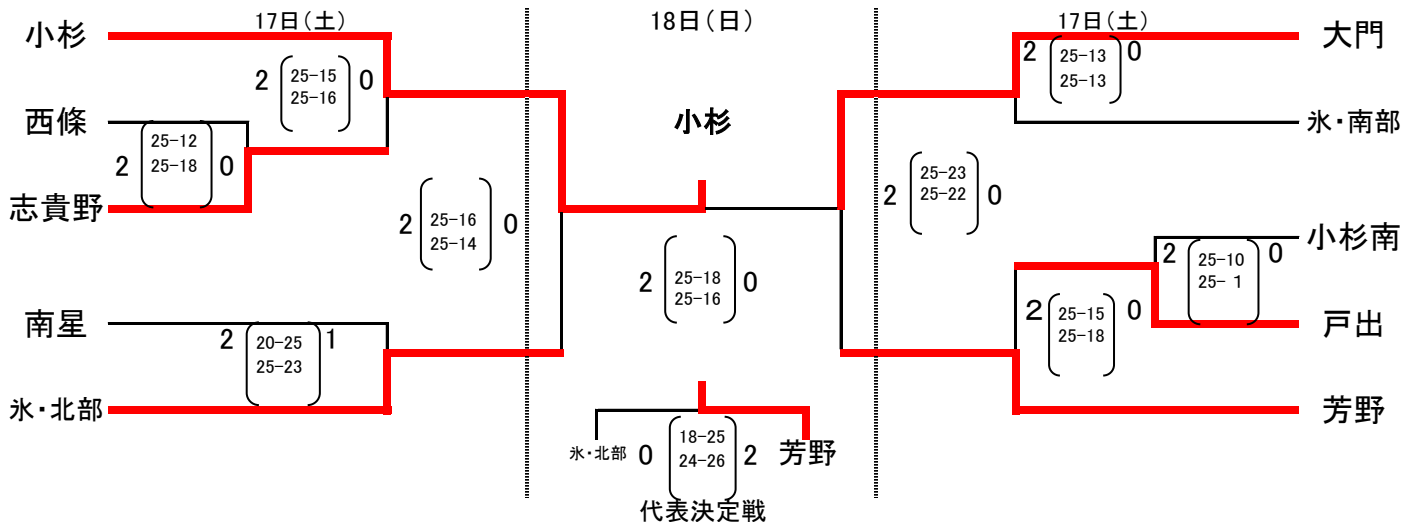 17日(土)
18日(日)
17日(土)
小杉
2
25-15
25-16
0
西條
2
25-12
25-18
0
志貴野
2
25-16
25-14
0
南星
2
20-25
25-23
1
氷・北部
小杉
2
25-18
25-16
0
氷・北部
0
18-25
24-26
2
芳野
代表決定戦
大門
2
25-13
25-13
0
氷・南部
2
25-23
25-22
0
小杉南
2
25-10
25- 1
0
戸出
2
25-15
25-18
0
芳野